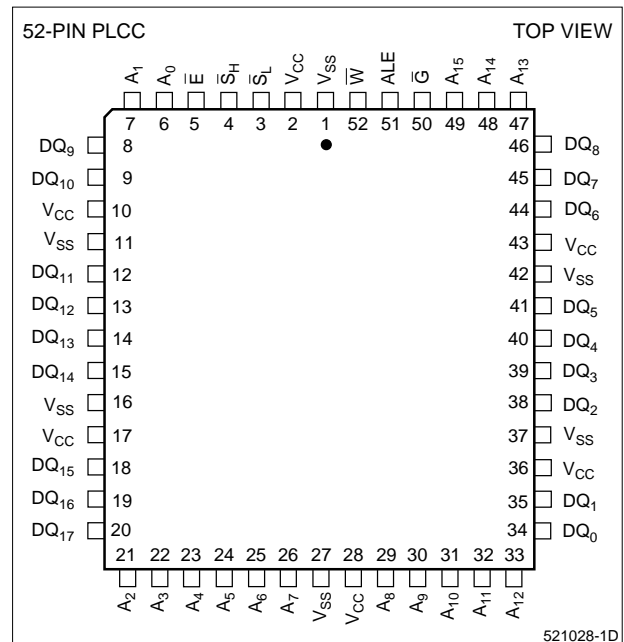 52-PIN PLCC TOP VIEW
A₁ A₀ E̅ S̅H S̅L VCC VSS W̅ ALE G̅ A₁₅ A₁₄ A₁₃
7 6 5 4 3 2 1 52 51 50 49 48 47
DQ₉ 8 46 DQ₈
DQ₁₀ 9 45 DQ₇
VCC 10 44 DQ₆
VSS 11 43 VCC
DQ₁₁ 12 42 VSS
DQ₁₂ 13 41 DQ₅
DQ₁₃ 14 40 DQ₄
DQ₁₄ 15 39 DQ₃
VSS 16 38 DQ₂
VCC 17 37 VSS
DQ₁₅ 18 36 VCC
DQ₁₆ 19 35 DQ₁
DQ₁₇ 20 34 DQ₀
21 22 23 24 25 26 27 28 29 30 31 32 33
A₂ A₃ A₄ A₅ A₆ A₇ VSS VCC A₈ A₉ A₁₀ A₁₁ A₁₂
521028-1D